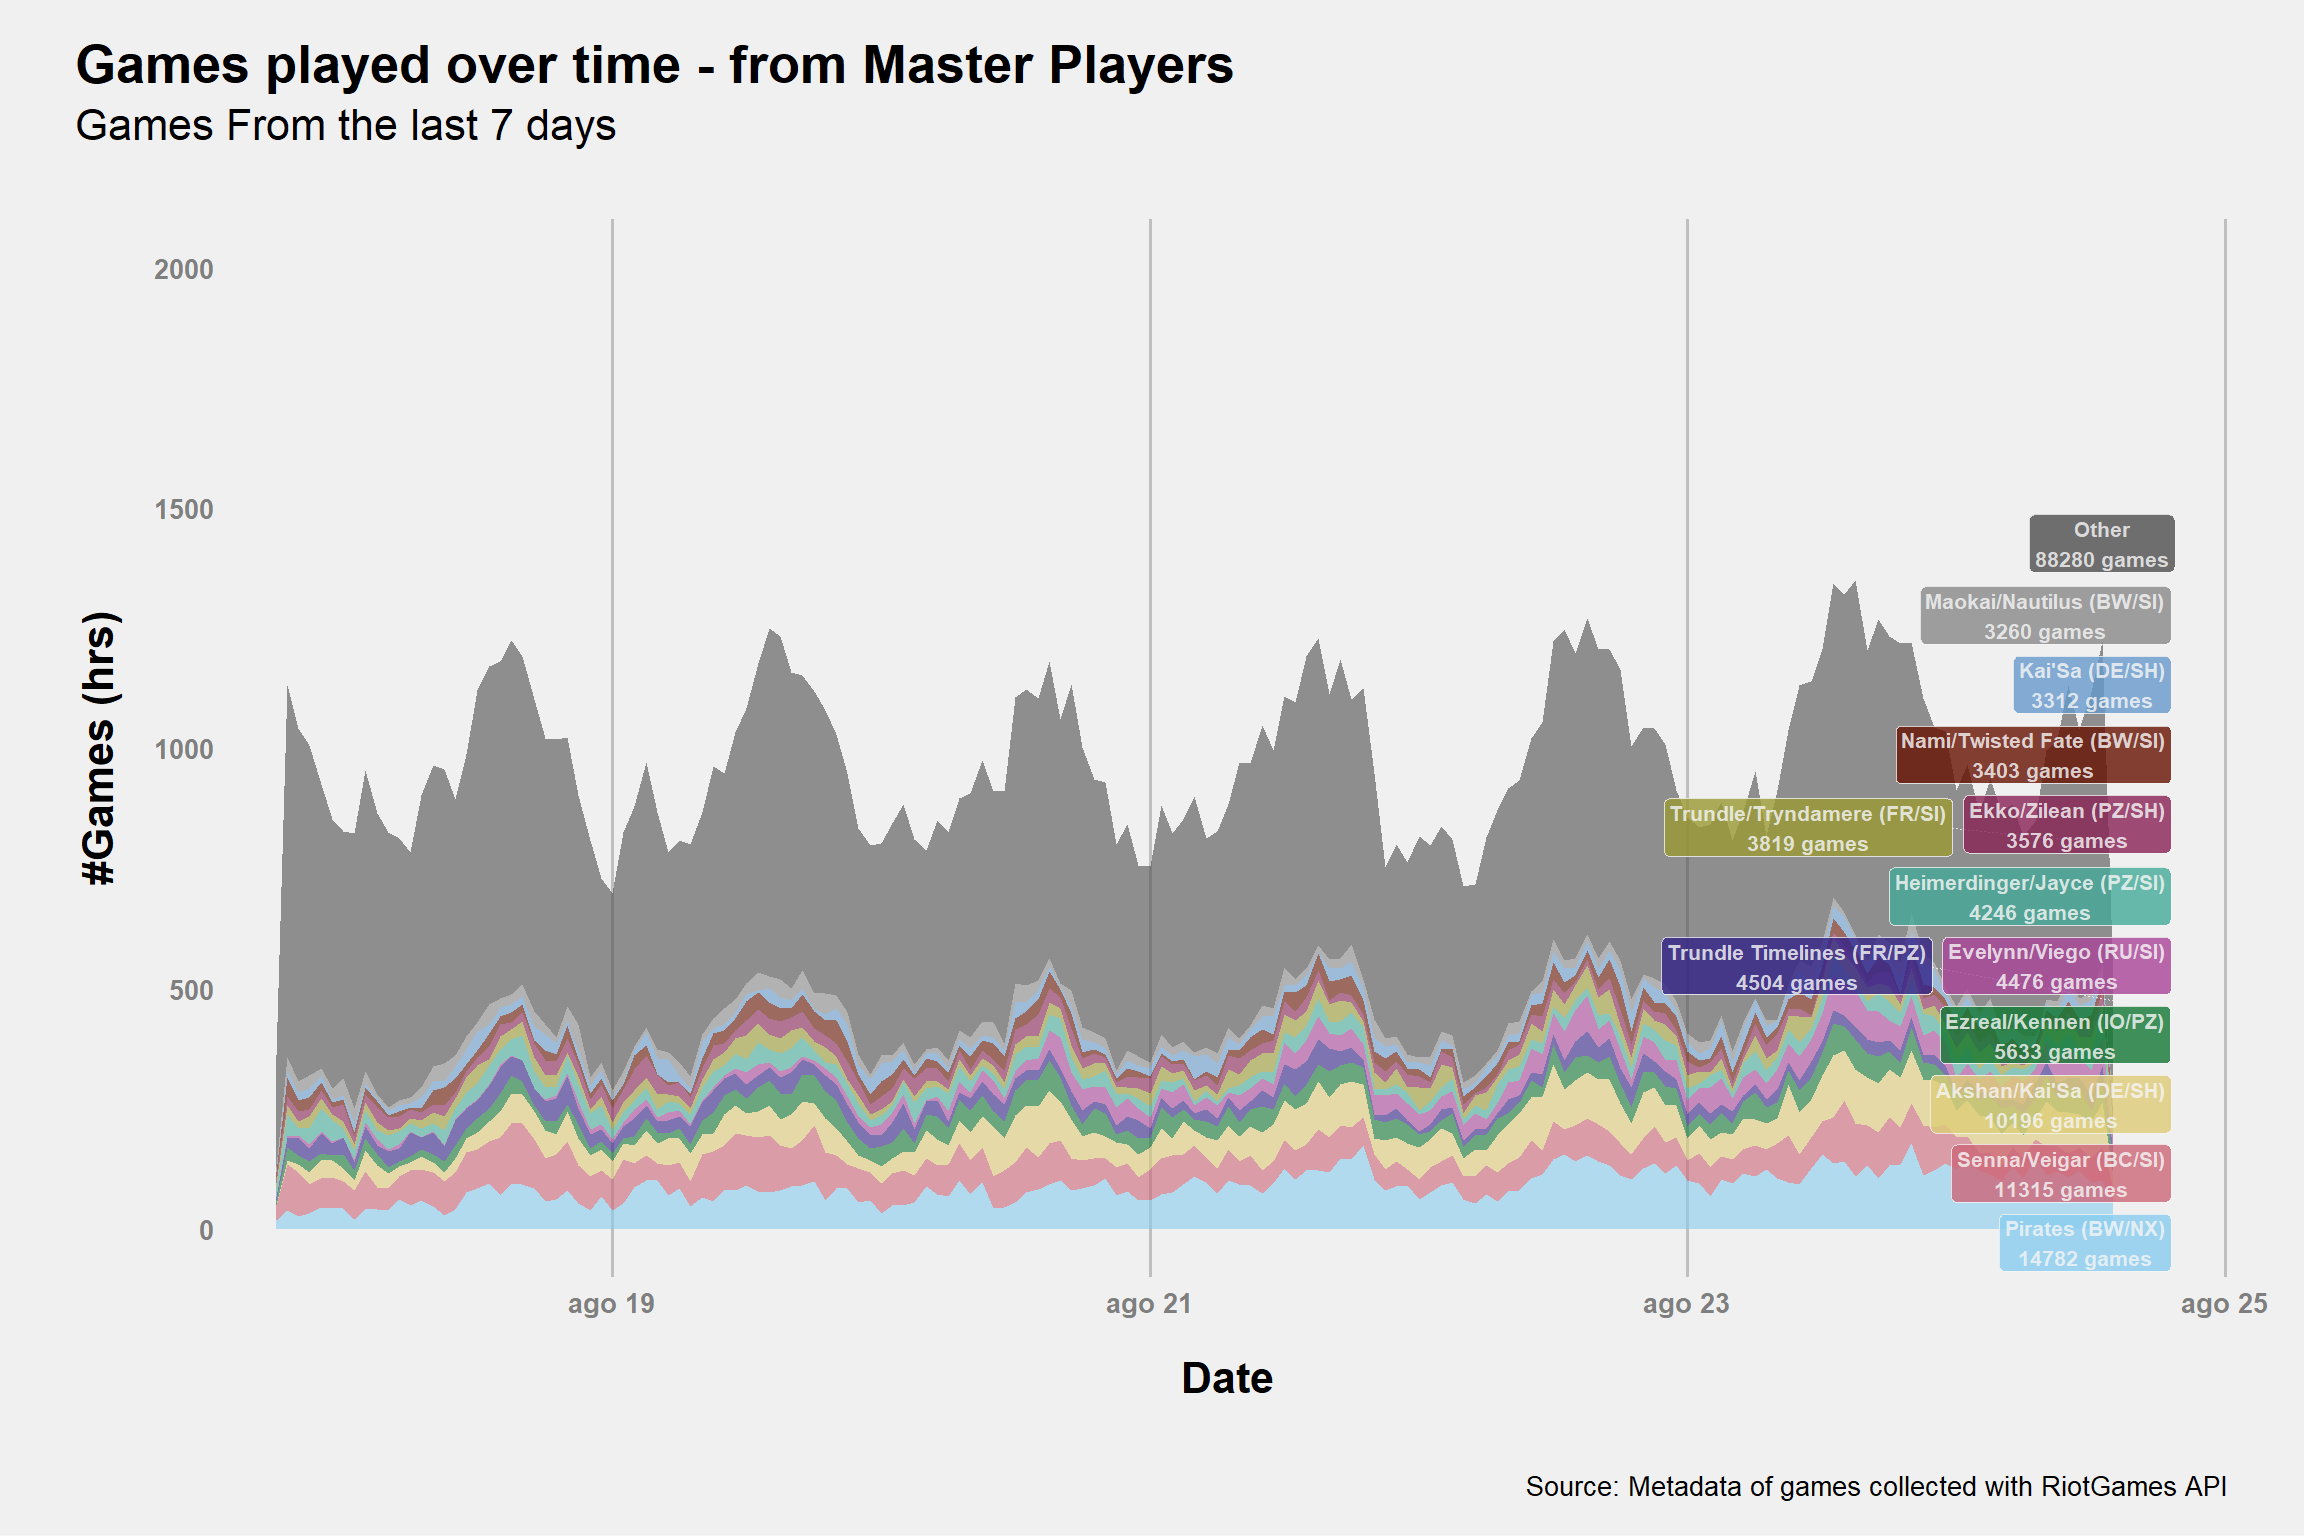 Games played over time - from Master Players
Games From the last 7 days
2000
1500
1000
500
0
#Games (hrs)
Other
88280 games
Maokai/Nautilus (BW/SI)
3260 games
Kai'Sa (DE/SH)
3312 games
Nami/Twisted Fate (BW/SI)
3403 games
Trundle/Tryndamere (FR/SI)
3819 games
Ekko/Zilean (PZ/SH)
3576 games
Heimerdinger/Jayce (PZ/SI)
4246 games
Trundle Timelines (FR/PZ)
4504 games
Evelynn/Viego (RU/SI)
4476 games
Ezreal/Kennen (IO/PZ)
5633 games
Akshan/Kai'Sa (DE/SH)
10196 games
Senna/Veigar (BC/SI)
11315 games
Pirates (BW/NX)
14782 games
ago 19
ago 21
ago 23
ago 25
Date
Source: Metadata of games collected with RiotGames API